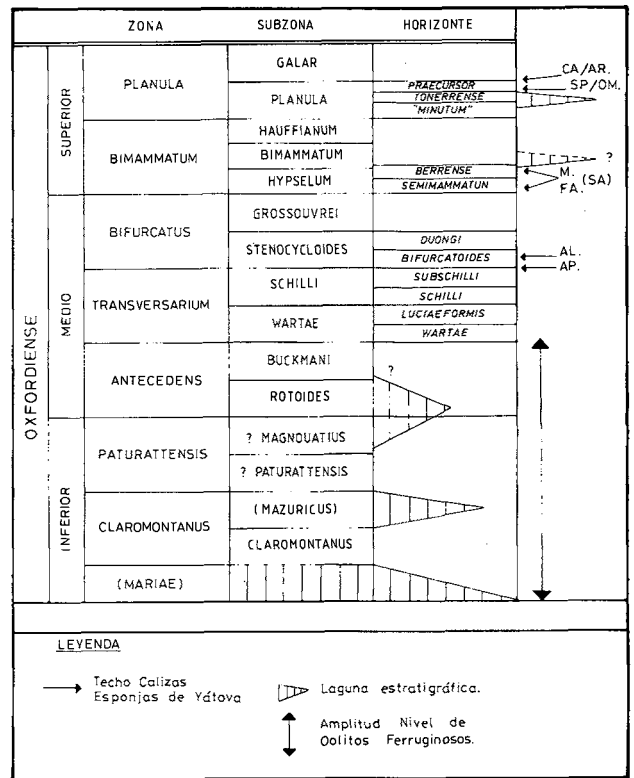 ZONA SUBZONA HORIZONTE
OXFORDIENSE
SUPERIOR
PLANULA
GALAR
PLANULA
"PRAECURSOR
TONERRENSE
"MINUTUM"
CA/AR.
SP/OM.
BIMAMMATUM
HAUFFIANUM
BIMAMMATUM
HYPSELUM
BERRENSE
SEMIMAMMATUN
?
M.
FA.
(SA)
MEDIO
BIFURCATUS
GROSSOUVREI
STENOCYCLOIDES
DUONGI
BIFURCATOIDES
AL.
AP.
TRANSVERSARIUM
SCHILLI
WARTAE
SUBSCHILLI
SCHILLI
LUCIAEFORMIS
WARTAE
ANTECEDENS
BUCKMANI
ROTOIDES
?
INFERIOR
PATURATTENSIS
? MAGNOUATIUS
? PATURATTENSIS
CLAROMONTANUS
(MAZURICUS)
CLAROMONTANUS
(MARIAE)
LEYENDA
Techo Calizas
Esponjas de Yátova
Laguna estratigráfica.
Amplitud Nivel de
Oolitos Ferruginosos.